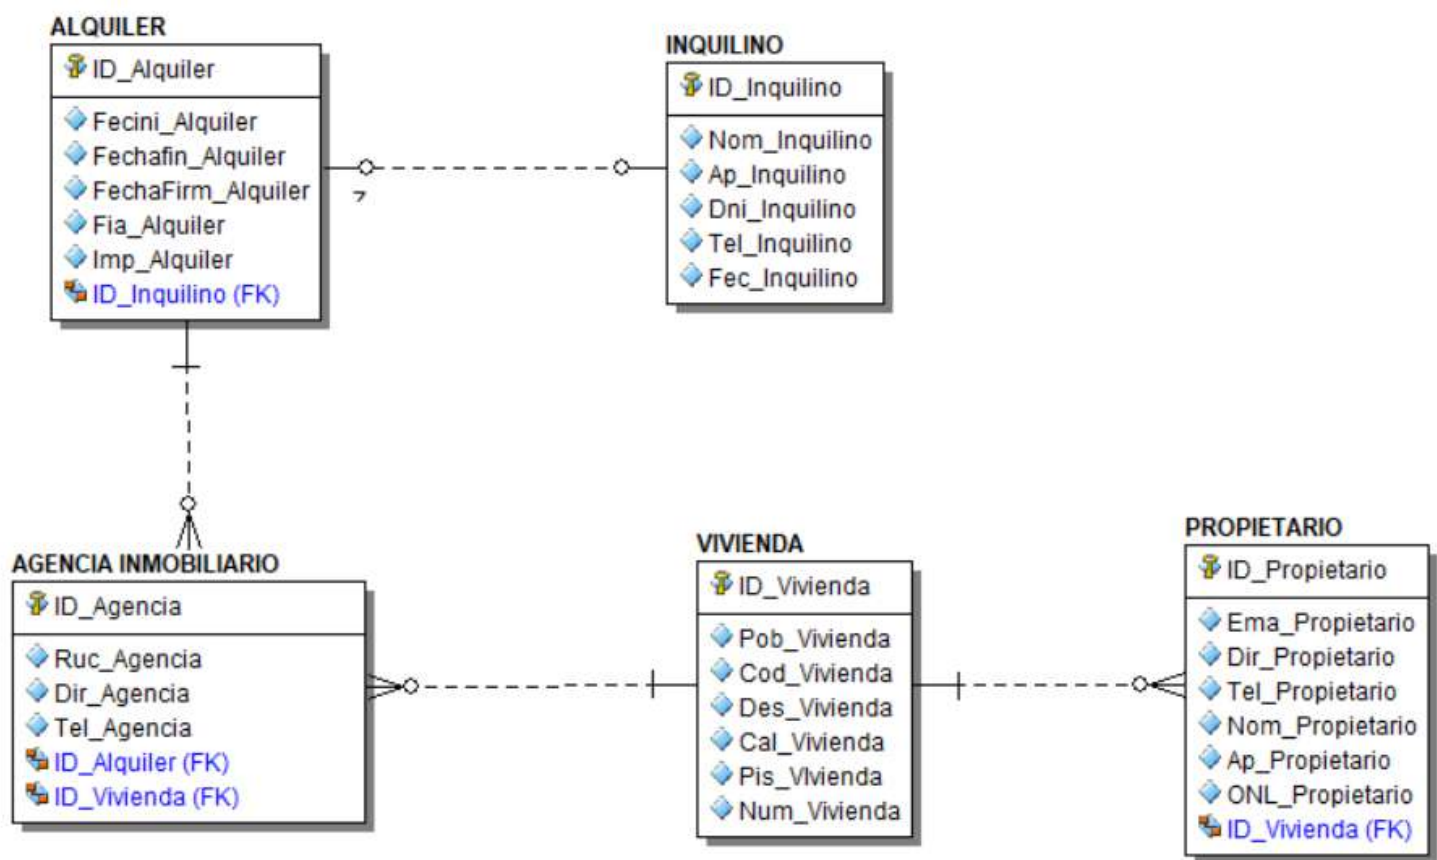 ALQUILER
ID_Alquiler
Fecini_Alquiler
Fechafin_Alquiler
FechaFirm_Alquiler
Fia_Alquiler
Imp_Alquiler
ID_Inquilino (FK)
INQUILINO
ID_Inquilino
Nom_Inquilino
Ap_Inquilino
Dni_Inquilino
Tel_Inquilino
Fec_Inquilino
AGENCIA INMOBILIARIO
ID_Agencia
Ruc_Agencia
Dir_Agencia
Tel_Agencia
ID_Alquiler (FK)
ID_Vivienda (FK)
VIVIENDA
ID_Vivienda
Pob_Vivienda
Cod_Vivienda
Des_Vivienda
Cal_Vivienda
Pis_VIvienda
Num_Vivienda
PROPIETARIO
ID_Propietario
Ema_Propietario
Dir_Propietario
Tel_Propietario
Nom_Propietario
Ap_Propietario
ONL_Propietario
ID_Vivienda (FK)